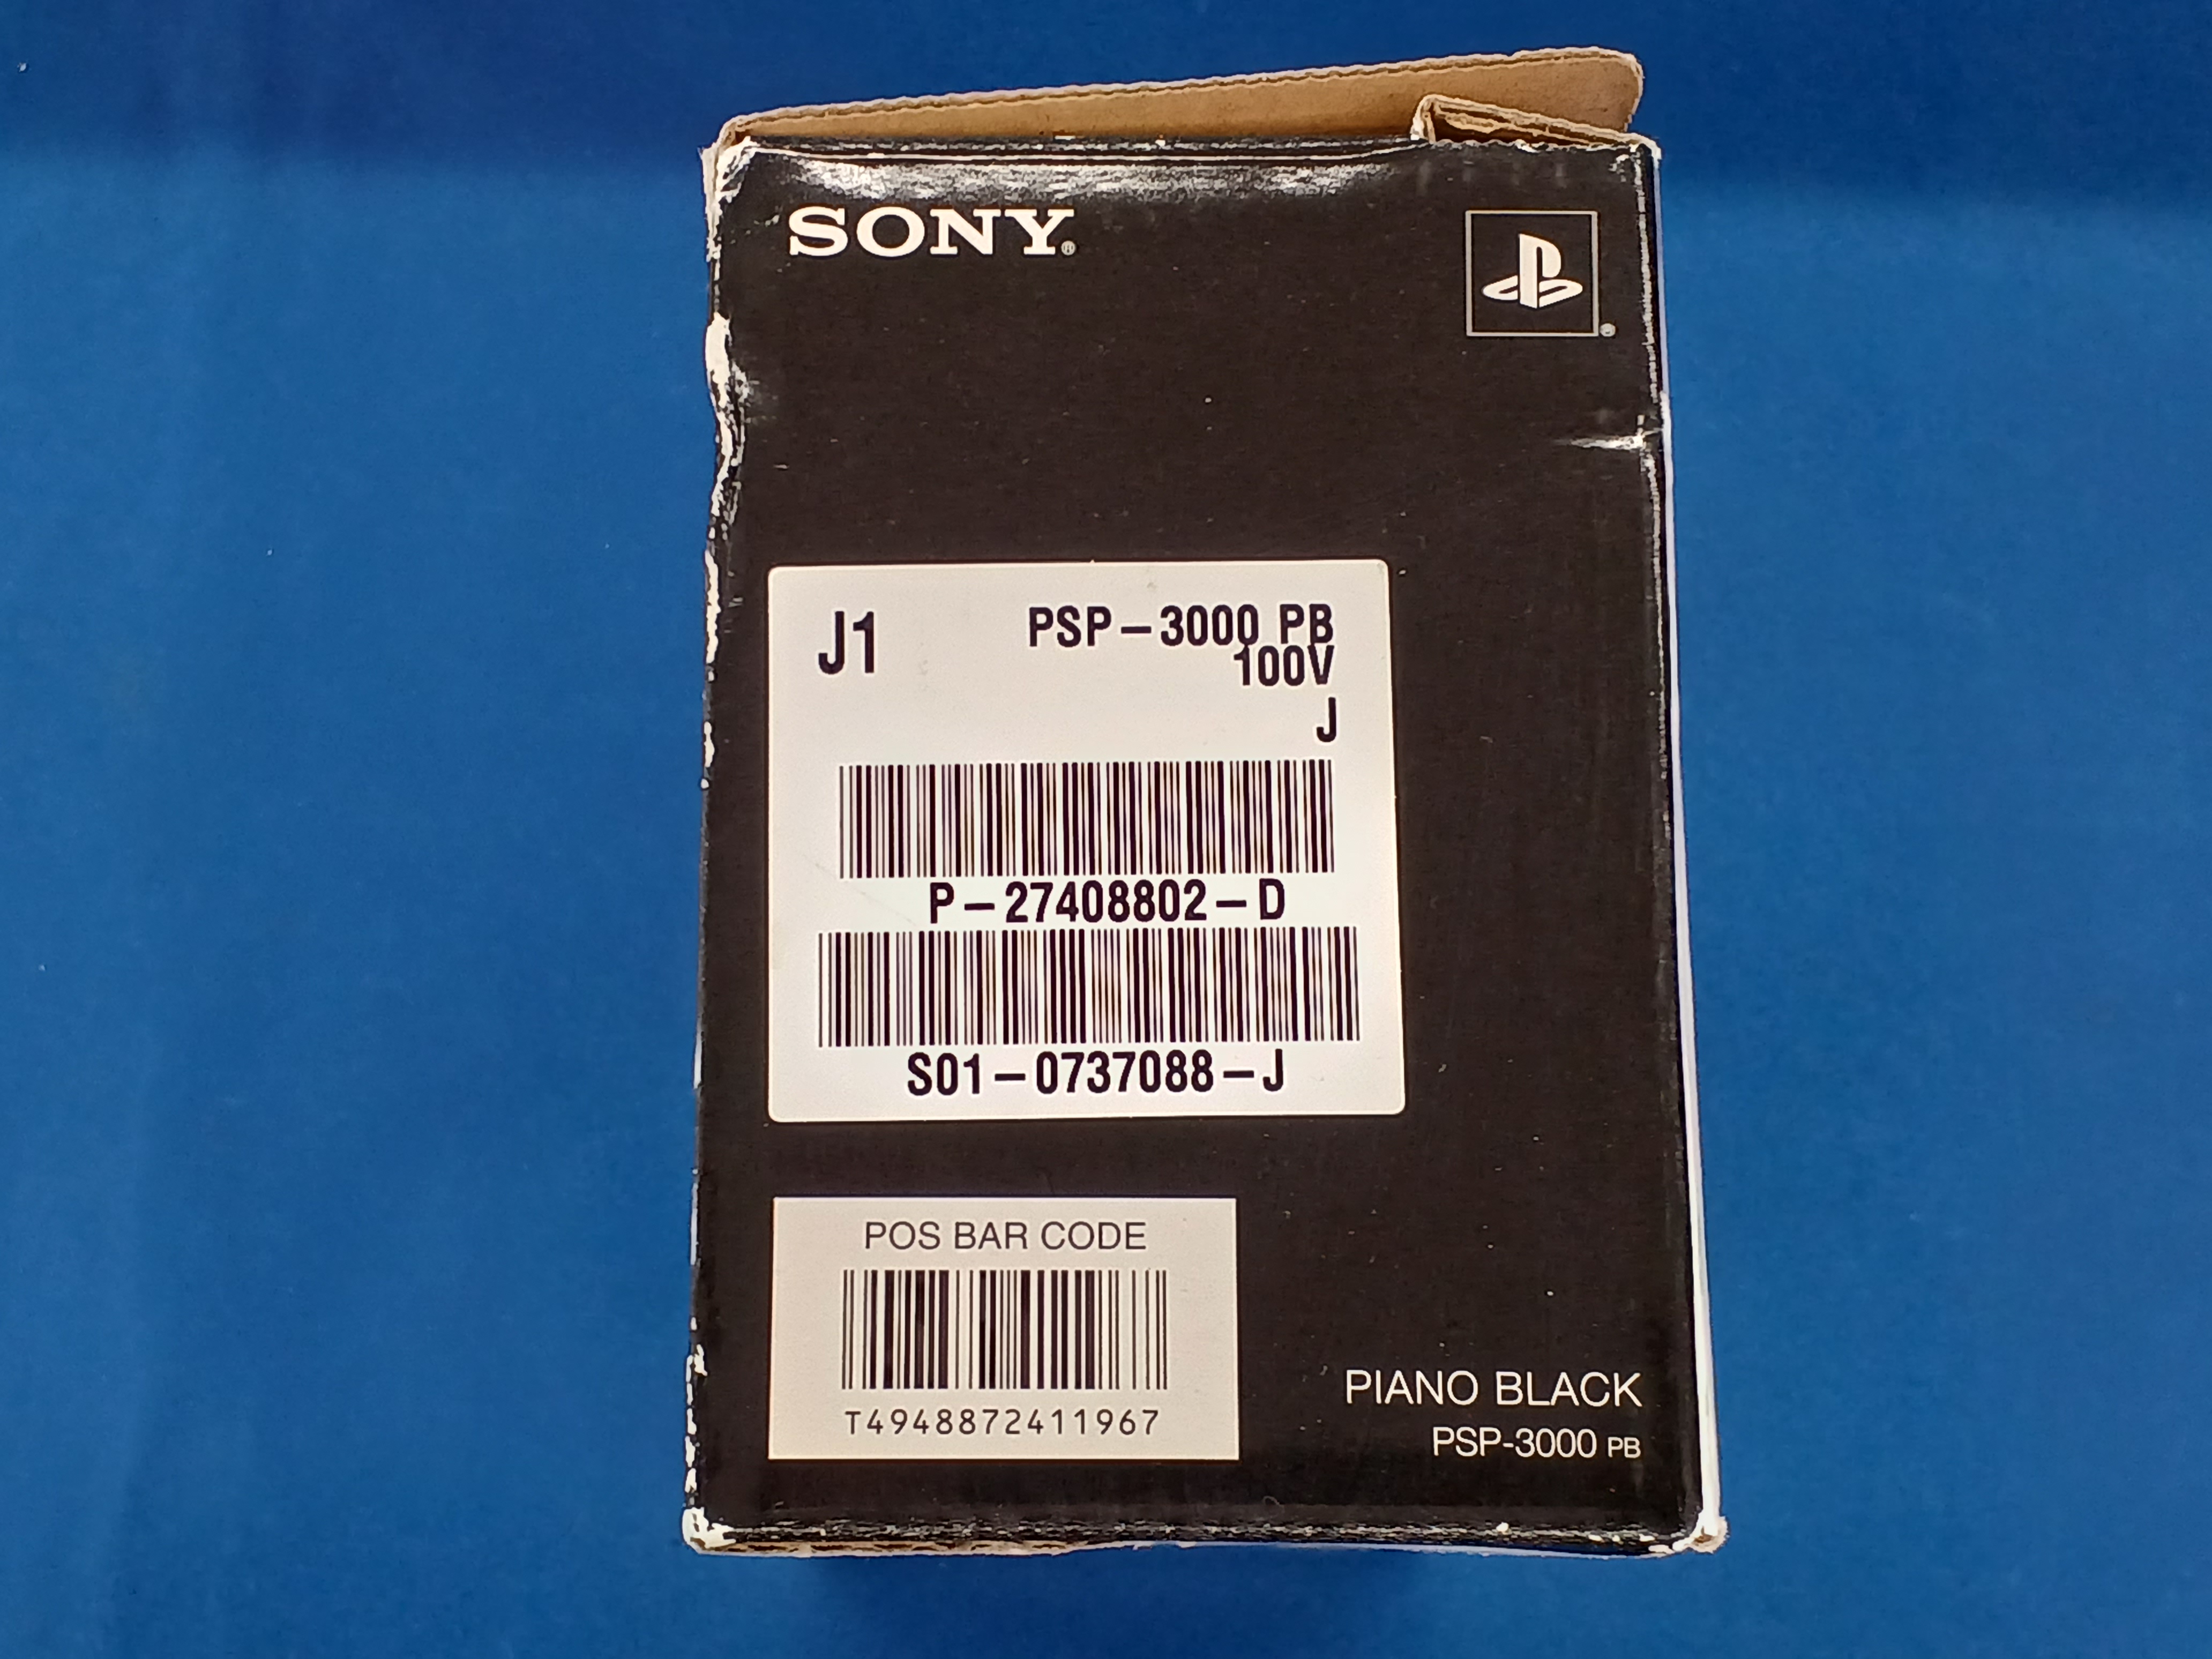 SONY®
J1
PSP-3000 PB
100V
J
P-27408802-D
S01-0737088-J
POS BAR CODE
T4948872411967
PIANO BLACK
PSP-3000 PB